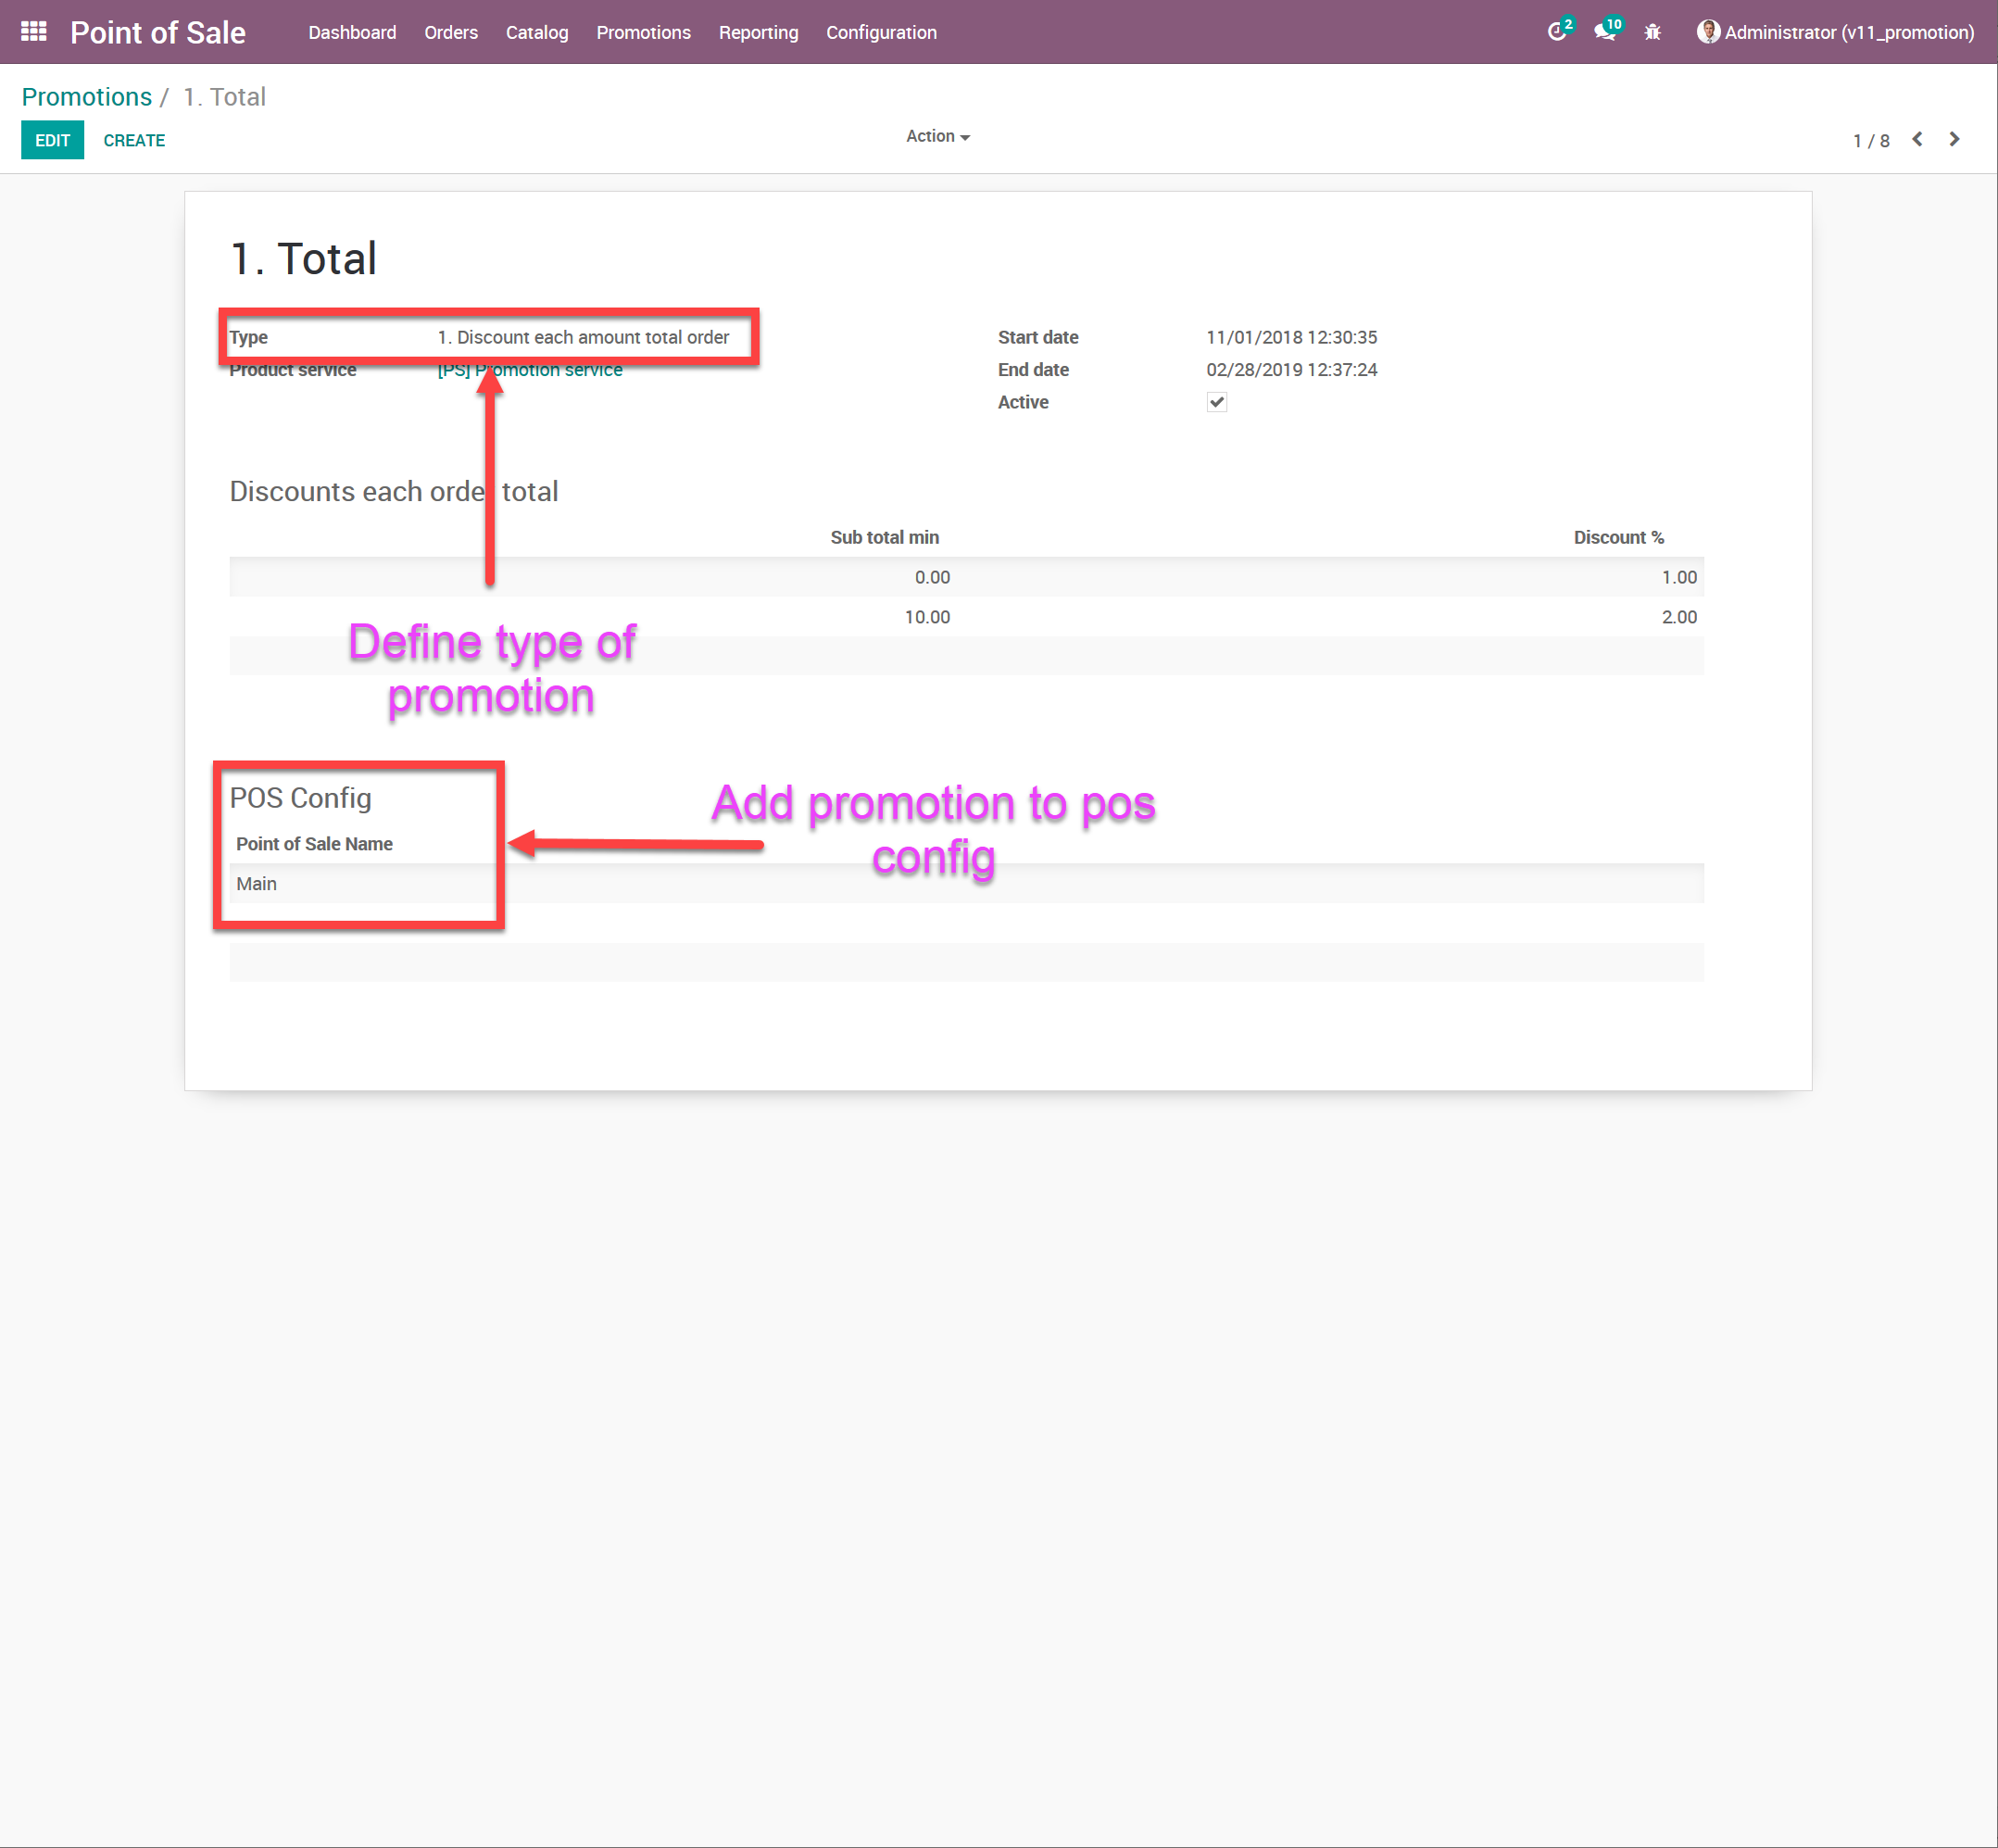 Point of Sale Dashboard Orders Catalog Promotions Reporting Configuration 2 10 Administrator (v11_promotion)
Promotions / 1. Total
EDIT CREATE Action 1 / 8
1. Total
Type 1. Discount each amount total order
Product service [PS] Promotion service
Start date 11/01/2018 12:30:35
End date 02/28/2019 12:37:24
Active
Discounts each order total
Sub total min Discount %
0.00 1.00
10.00 2.00
Define type of
promotion
POS Config
Point of Sale Name
Main
Add promotion to pos
config